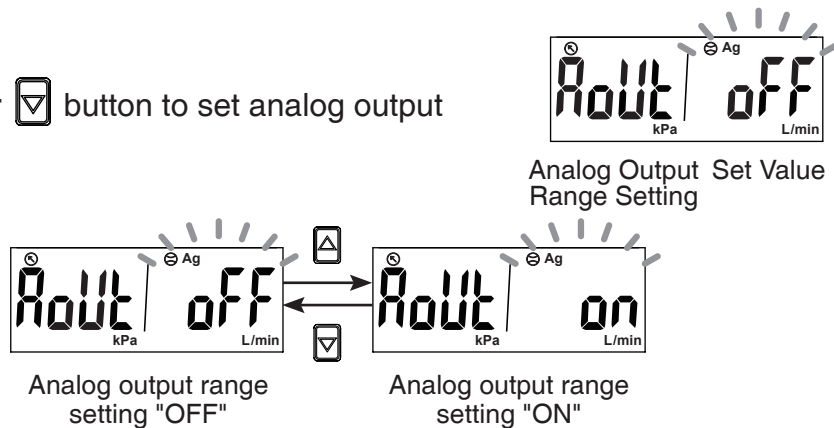 Ag
AoUt oFF
kPa L/min
▽ button to set analog output
Analog Output Set Value
Range Setting
Ag
AoUt oFF
kPa L/min
Ag
AoUt on
kPa L/min
Analog output range
setting "OFF"
Analog output range
setting "ON"